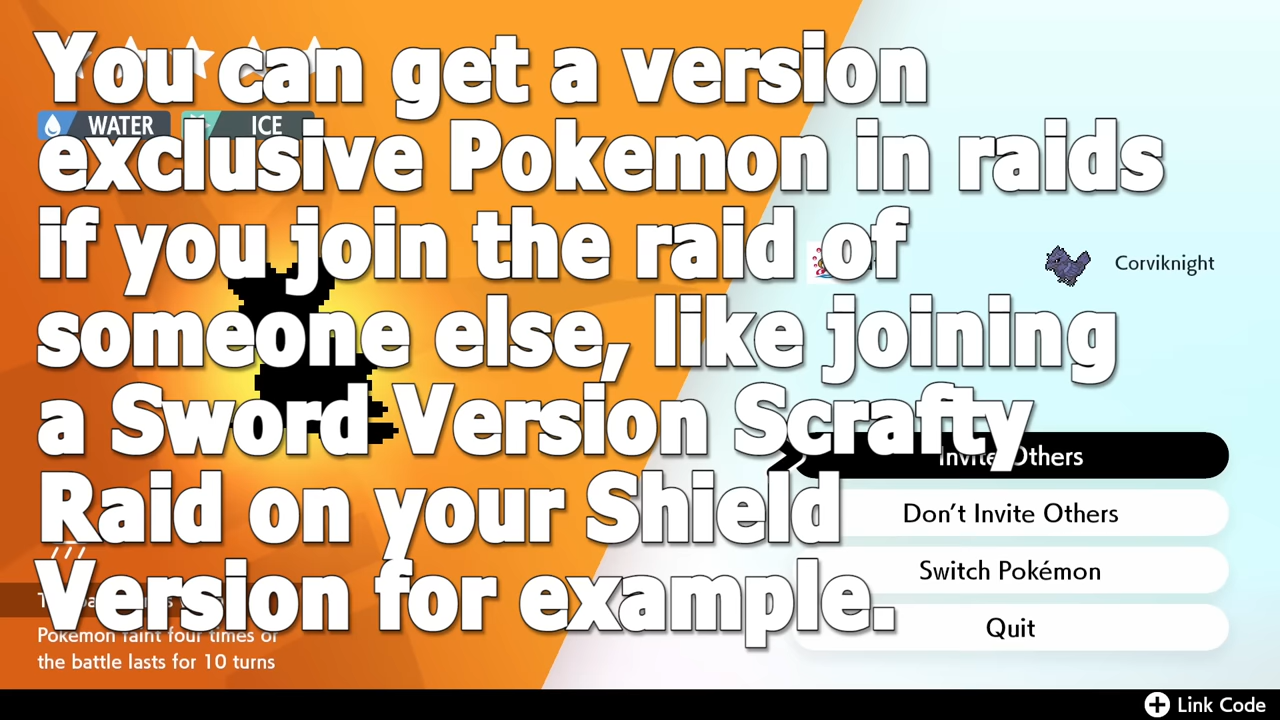 You can get a version
WATER ICE
exclusive Pokemon in raids
if you join the raid of
Corviknight
someone else, like joining
a Sword Version Scrafty
Invite Others
Raid on your Shield
Don't Invite Others
Switch Pokémon
Version for example.
Quit
Pokémon faint four times or
the battle lasts for 10 turns
Link Code